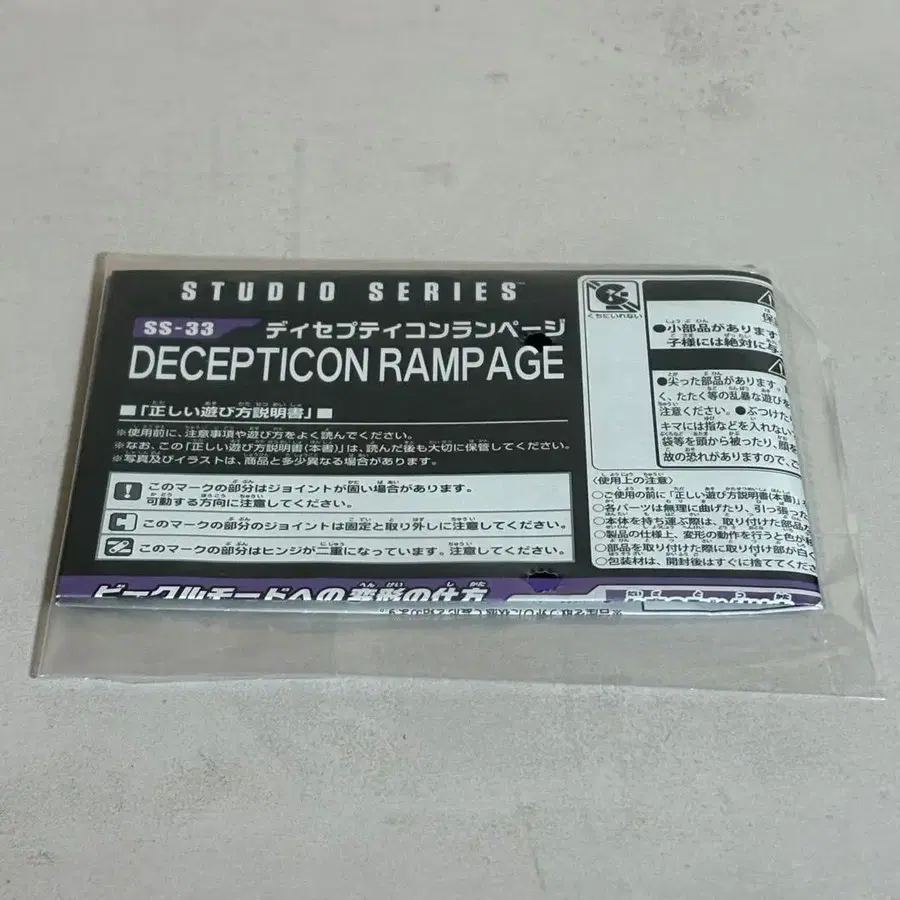 STUDIO SERIES™
SS-33 ディセプティコンランページ
DECEPTICON RAMPAGE
■「正しい遊び方説明書」■
※使用前に、注意事項や遊び方をよく読んでください。
※なお、この「正しい遊び方説明書(本書)」は、読んだ後も大切に保管してください。
※写真及びイラストは、商品と多少異なる場合があります。
このマークの部分はジョイントが固い場合があります。
可動する方向に注意してください。
このマークの部分のジョイントは固定と取り外しに注意してください。
このマークの部分はヒンジが二重になっています。注意してください。
ビークルモードへの変形の仕方
くちにいれない
保
●小部品があります
子様には絶対に与
●尖った部品があります。
く、たたく等の乱暴な遊びを
注意ください。●ぶつけた
キマには指などを入れない
袋等を頭から被ったり、顔を
故の恐れがありますので、こ
〈使用上の注意〉
○ご使用の前に「正しい遊び方説明書(本書)」を
○各パーツは無理に曲げたり、引っ張った
○本体を持ち運ぶ際は、取り付けた部品が
○製品の仕様上、変形の動作を行うと色が
○部品を取り付けた際に取り付け部が白く
○包装材は、開封後はすぐに捨ててくださ